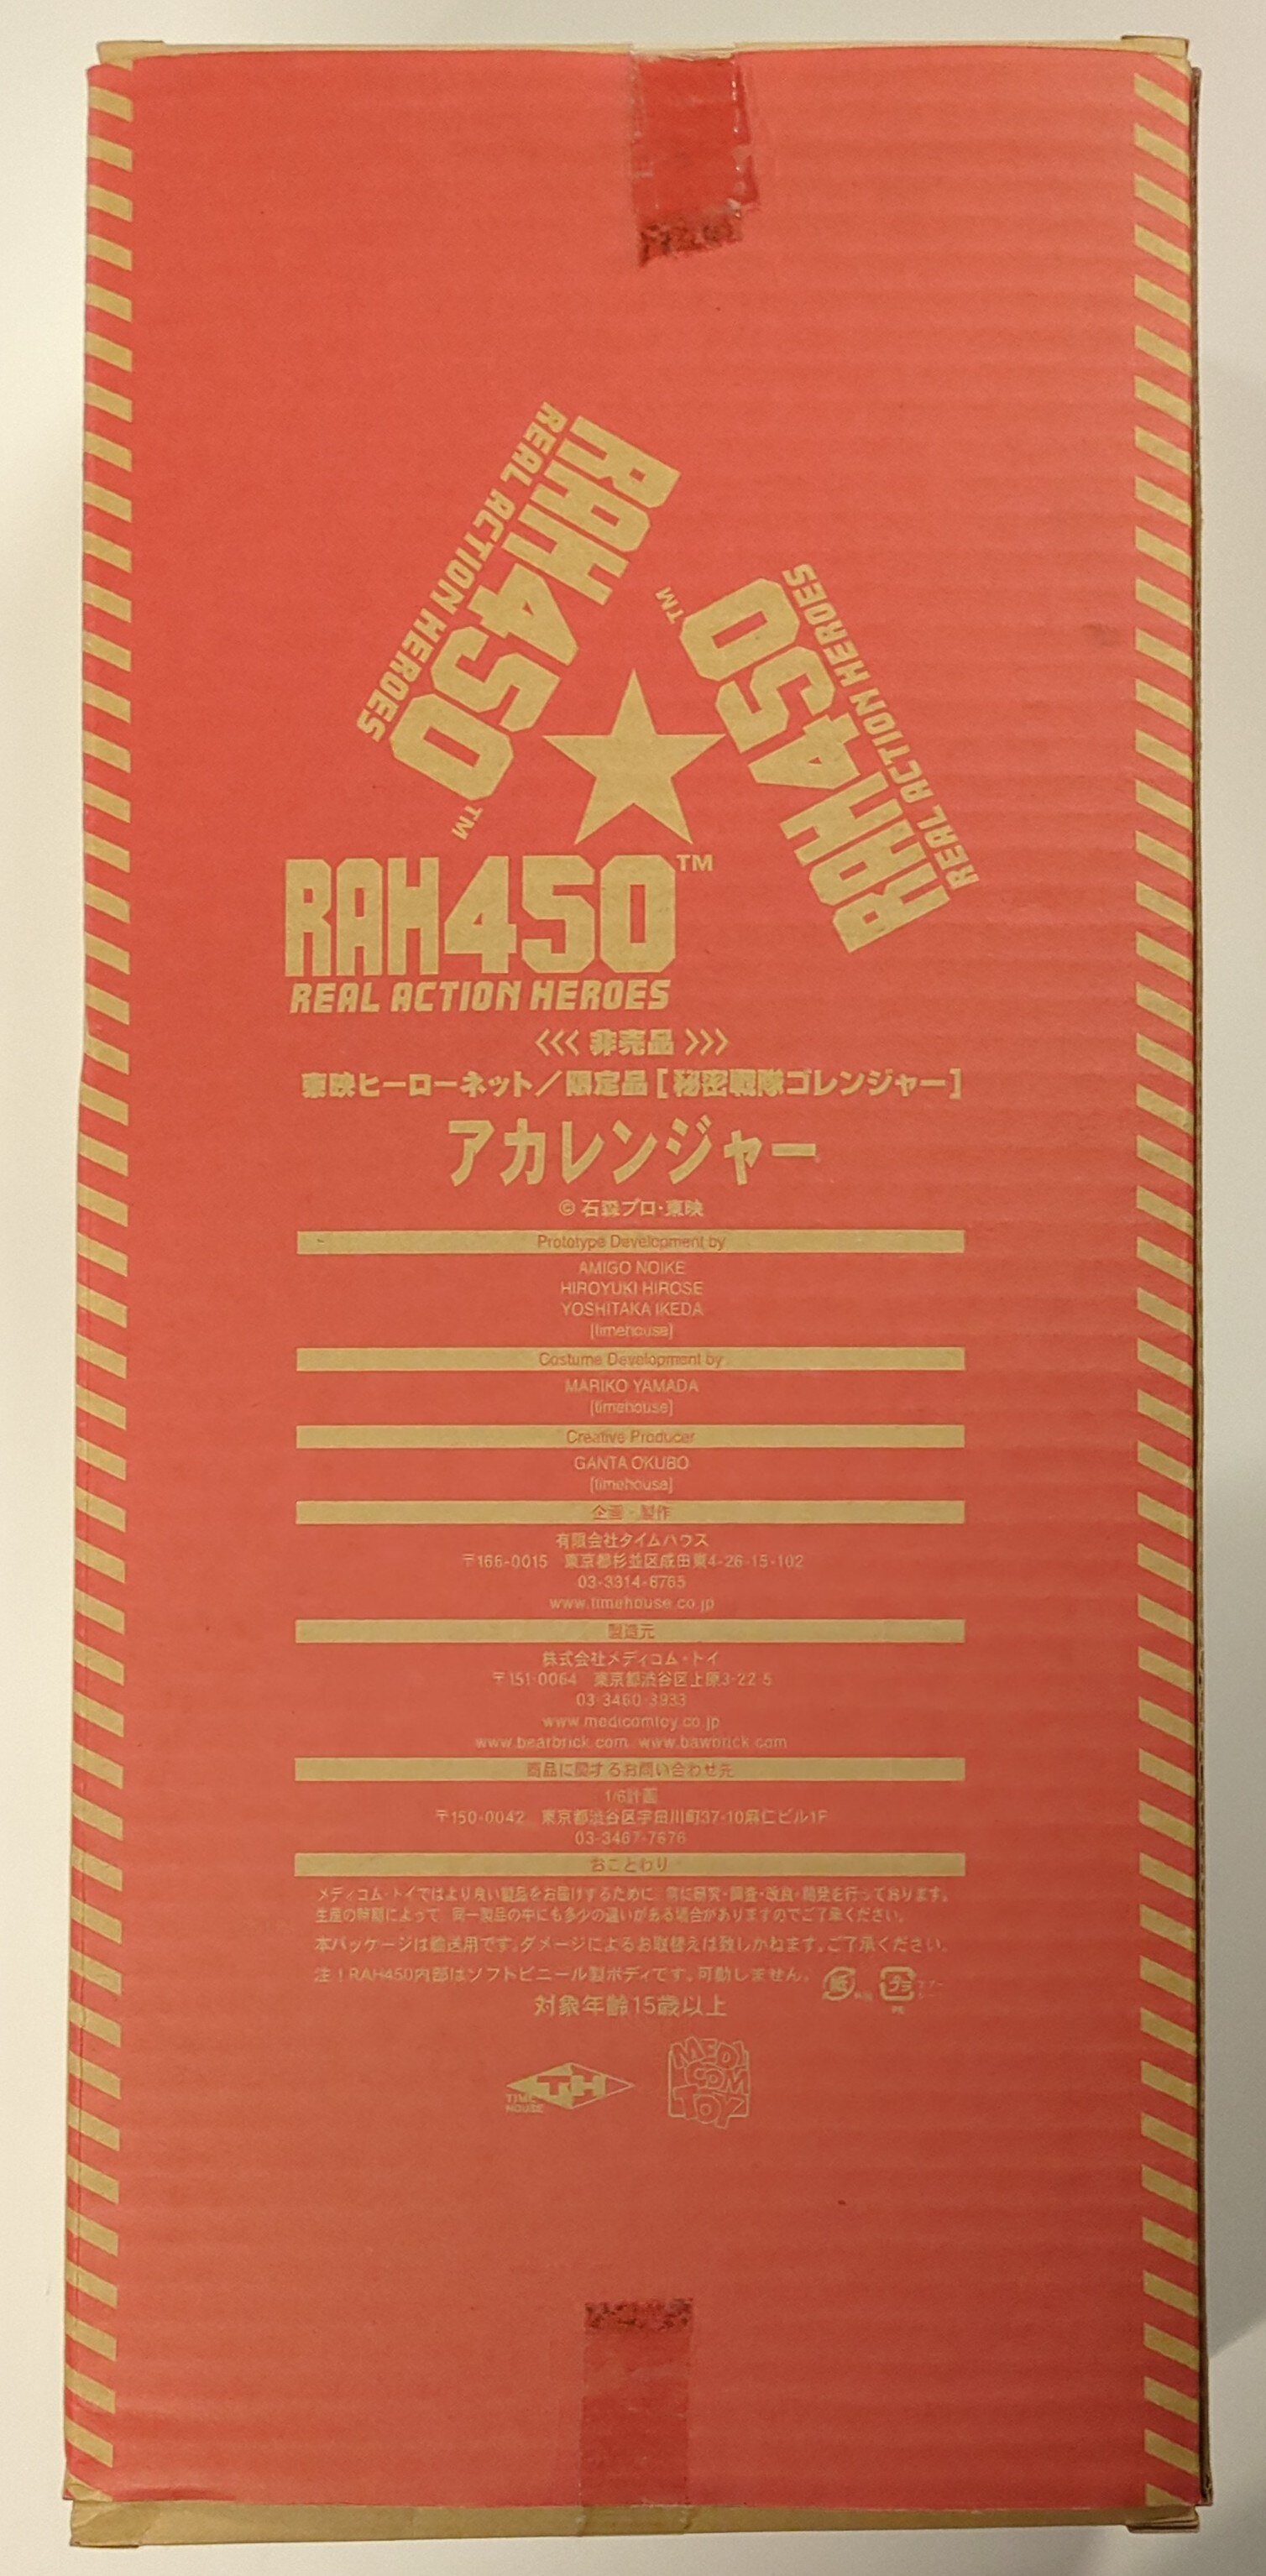 RAH450™
REAL ACTION HEROES
RAH450™
REAL ACTION HEROES
RAH450™
REAL ACTION HEROES
<<< 非売品 >>>
東映ヒーローネット／限定品［秘密戦隊ゴレンジャー］
アカレンジャー
© 石森プロ・東映
Prototype Development by
AMIGO NOIKE
HIROYUKI HIROSE
YOSHITAKA IKEDA
[timehouse]
Costume Development by
MARIKO YAMADA
[timehouse]
Creative Producer
GANTA OKUBO
[timehouse]
企画・製作
有限会社タイムハウス
〒166-0015　東京都杉並区成田東4-26-15-102
03-3314-6765
www.timehouse.co.jp
製造元
株式会社メディコム・トイ
〒151-0064　東京都渋谷区上原3-22-5
03-3460-3933
www.medicomtoy.co.jp
www.bearbrick.com www.bawbrick.com
商品に関するお問い合わせ先
1/6計画
〒150-0042　東京都渋谷区宇田川町37-10麻仁ビル1F
03-3467-7676
おことわり
メディコム・トイではより良い製品をお届けするために、常に研究・調査・改良・開発を行っております。
生産の時期によって、同一製品の中にも多少の違いがある場合がありますのでご了承ください。
本パッケージは輸送用です。ダメージによるお取替えは致しかねます。ご了承ください。
注！RAH450内部はソフトビニール製ボディです。可動しません。
紙
プラ
PE
対象年齢15歳以上
TH
TIME
HOUSE
MEDI
COM
TOY